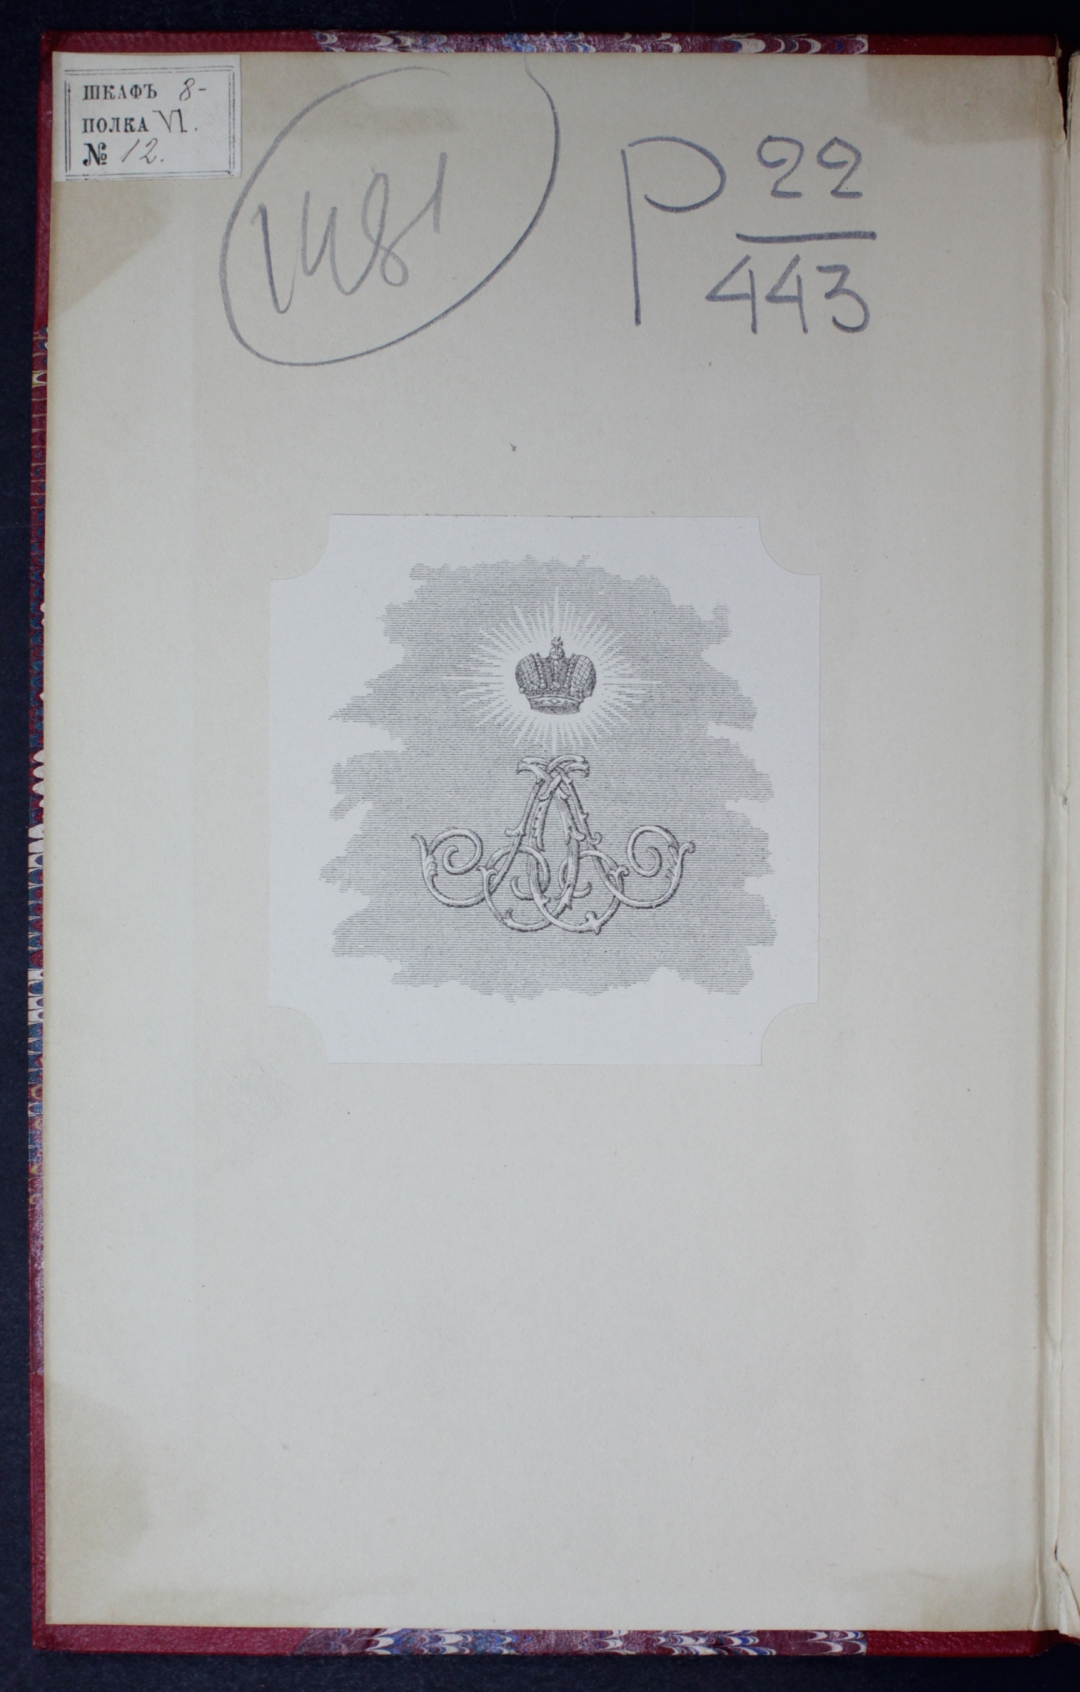 ШКАФЪ 8-
ПОЛКА VI.
№ 12.
Р 22
443